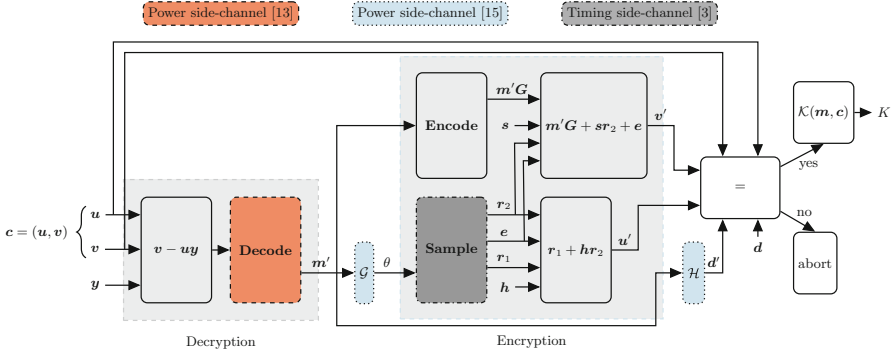 Power side-channel [13]
Power side-channel [15]
Timing side-channel [3]
m′G
Encode
s
m′G + sr₂ + e
v′
𝒦(m, c)
K
yes
=
u
c = (u, v)
v
y
v − uy
Decode
m′
𝒢
θ
Sample
r₂
e
r₁
h
r₁ + hr₂
u′
ℋ
d′
d
no
abort
Decryption
Encryption